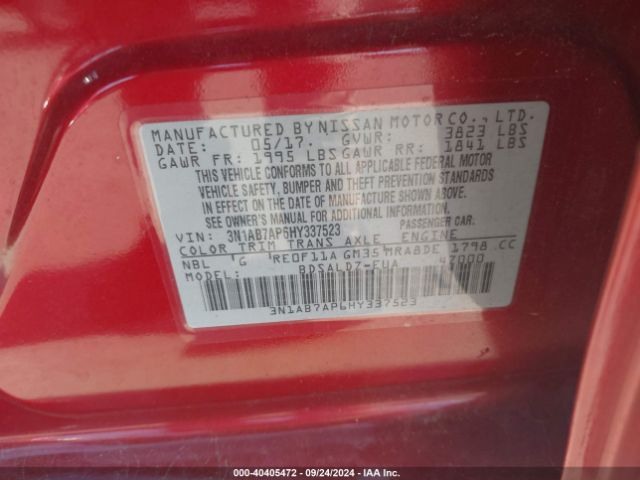 MANUFACTURED BY NISSAN MOTOR CO., LTD.
DATE: 05/17. GVWR: 3823 LBS
GAWR FR: 1995 LBS GAWR RR: 1841 LBS
THIS VEHICLE CONFORMS TO ALL APPLICABLE FEDERAL MOTOR
VEHICLE SAFETY, BUMPER AND THEFT PREVENTION STANDARDS
IN EFFECT ON THE DATE OF MANUFACTURE SHOWN ABOVE.
SEE OWNER'S MANUAL FOR ADDITIONAL INFORMATION.
VIN: 3N1AB7AP6HY337523 PASSENGER CAR.
COLOR TRIM TRANS AXLE ENGINE
NBL G RE0F11A GM35 MRA8DE 1798 CC
MODEL: BDSALD7-EUA 47000
3N1AB7AP6HY337523
000 - 40405472 - 09/24/2024 - IAA Inc.